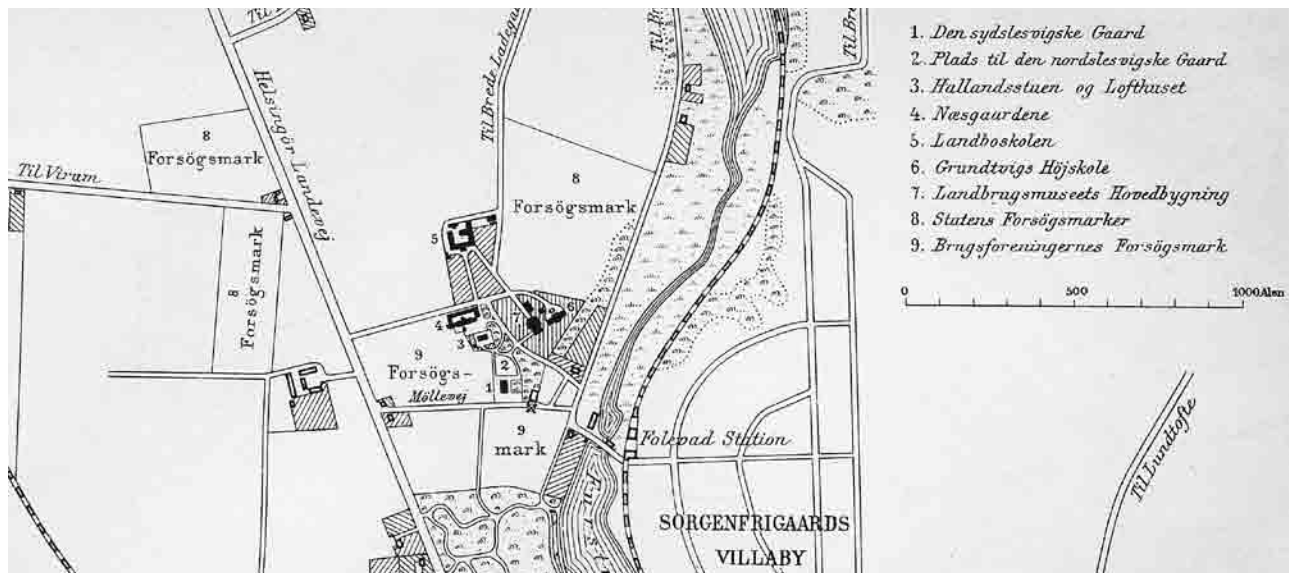 Helsingör Landevej
Til Brede Ladegaa
8
Forsögsmark
Til Virum
8
Forsögsmark
8
Forsögsmark
5
4
3
7
6
2
2
1
9
Forsögs-
Möllevej
9
mark
Folevad Station
SORGENFRIGAARDS
VILLABY
Til Lundtofte
1. Den sydslesvigske Gaard
2. Plads til den nordslesvigske Gaard
3. Hallandsstuen og Lofthuset
4. Næsgaardene
5. Landboskolen
6. Grundtvigs Höjskole
7. Landbrugsmuseets Hovedbygning
8. Statens Forsögsmarker
9. Brugsforeningernes Forsögsmark
0 500 1000 Alen